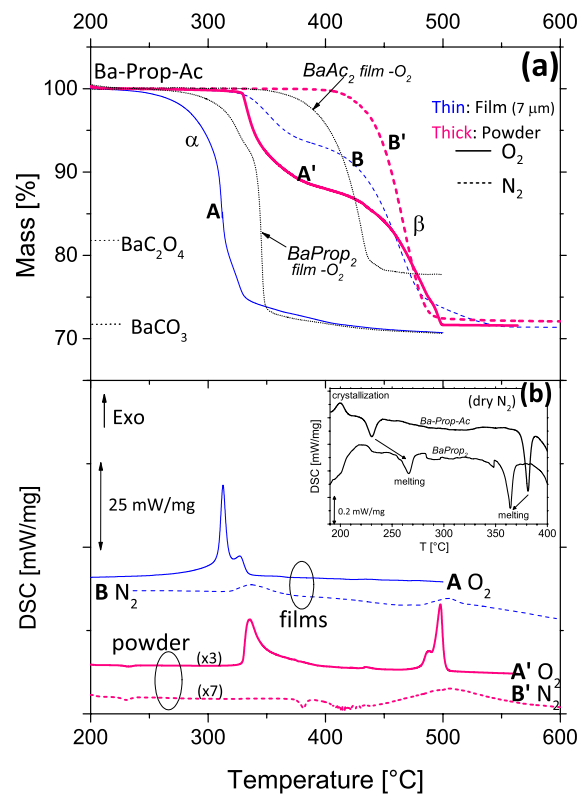 200 300 400 500 600
Ba-Prop-Ac
(a)
BaAc2 film -O2
Thin: Film (7 µm)
Thick: Powder
O2
N2
100
90
80
70
Mass [%]
α
A
A'
B
B'
β
BaProp2
film -O2
BaC2O4
BaCO3
Exo
25 mW/mg
DSC [mW/mg]
(b)
crystallization
(dry N2)
Ba-Prop-Ac
BaProp2
melting
melting
0.2 mW/mg
DSC [mW/mg]
200 250 300 350 400
T [°C]
B N2
A O2
films
powder
(x3)
A' O2
(x7)
B' N2
200 300 400 500 600
Temperature [°C]